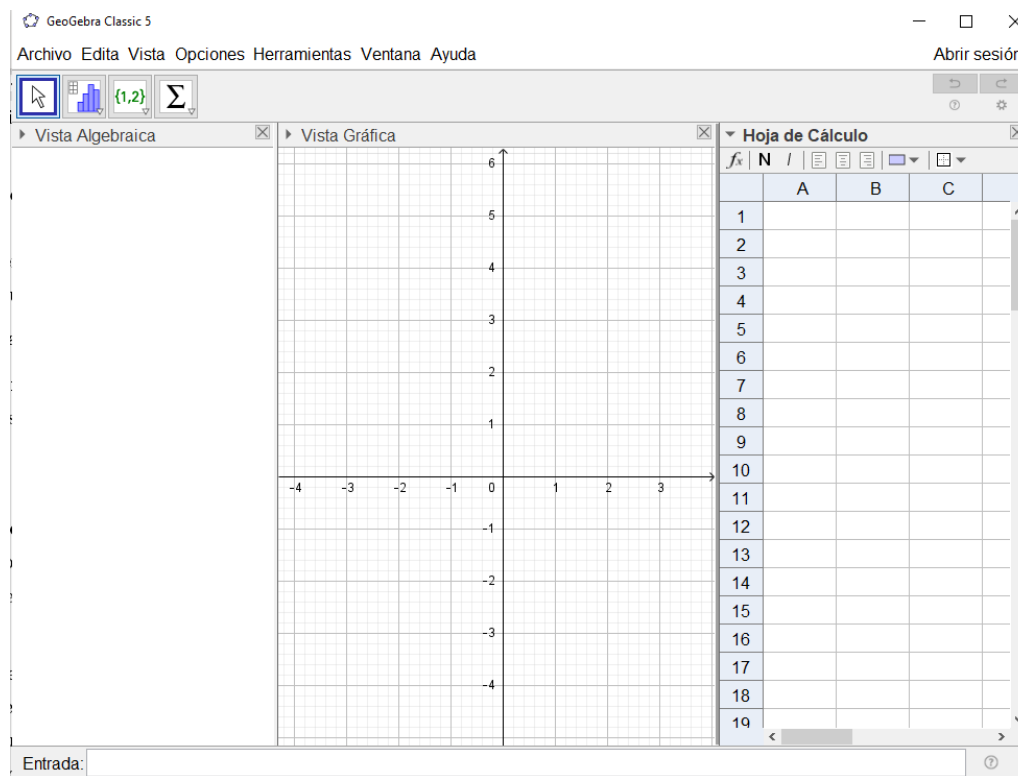 GeoGebra Classic 5
Archivo Edita Vista Opciones Herramientas Ventana Ayuda
Abrir sesión
{1,2} Σ
Vista Algebraica
Vista Gráfica
6
5
4
3
2
1
-4 -3 -2 -1 0 1 2 3
-1
-2
-3
-4
Hoja de Cálculo
fx N I
A B C
1
2
3
4
5
6
7
8
9
10
11
12
13
14
15
16
17
18
19
Entrada: